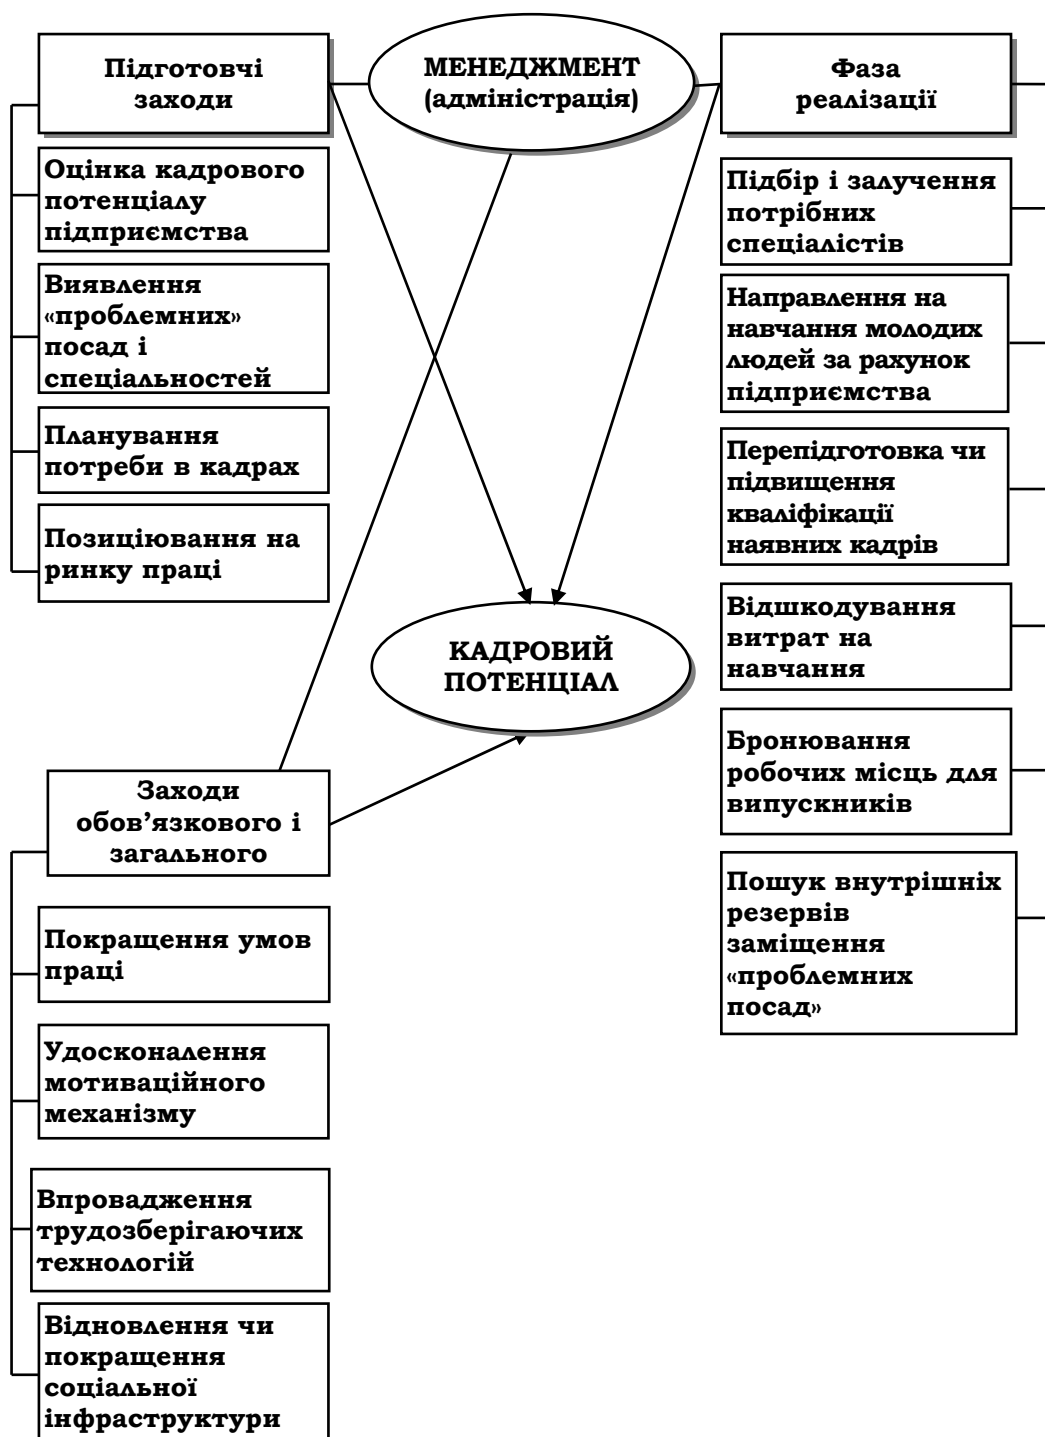 Підготовчі
заходи
МЕНЕДЖМЕНТ
(адміністрація)
Фаза
реалізації
Оцінка кадрового
потенціалу
підприємства
Виявлення
«проблемних»
посад і
спеціальностей
Планування
потреби в кадрах
Позиціювання на
ринку праці
Підбір і залучення
потрібних
спеціалістів
Направлення на
навчання молодих
людей за рахунок
підприємства
Перепідготовка чи
підвищення
кваліфікації
наявних кадрів
Відшкодування
витрат на
навчання
Бронювання
робочих місць для
випускників
Пошук внутрішніх
резервів
заміщення
«проблемних
посад»
КАДРОВИЙ
ПОТЕНЦІАЛ
Заходи
обов’язкового і
загального
Покращення умов
праці
Удосконалення
мотиваційного
механізму
Впровадження
трудозберігаючих
технологій
Відновлення чи
покращення
соціальної
інфраструктури